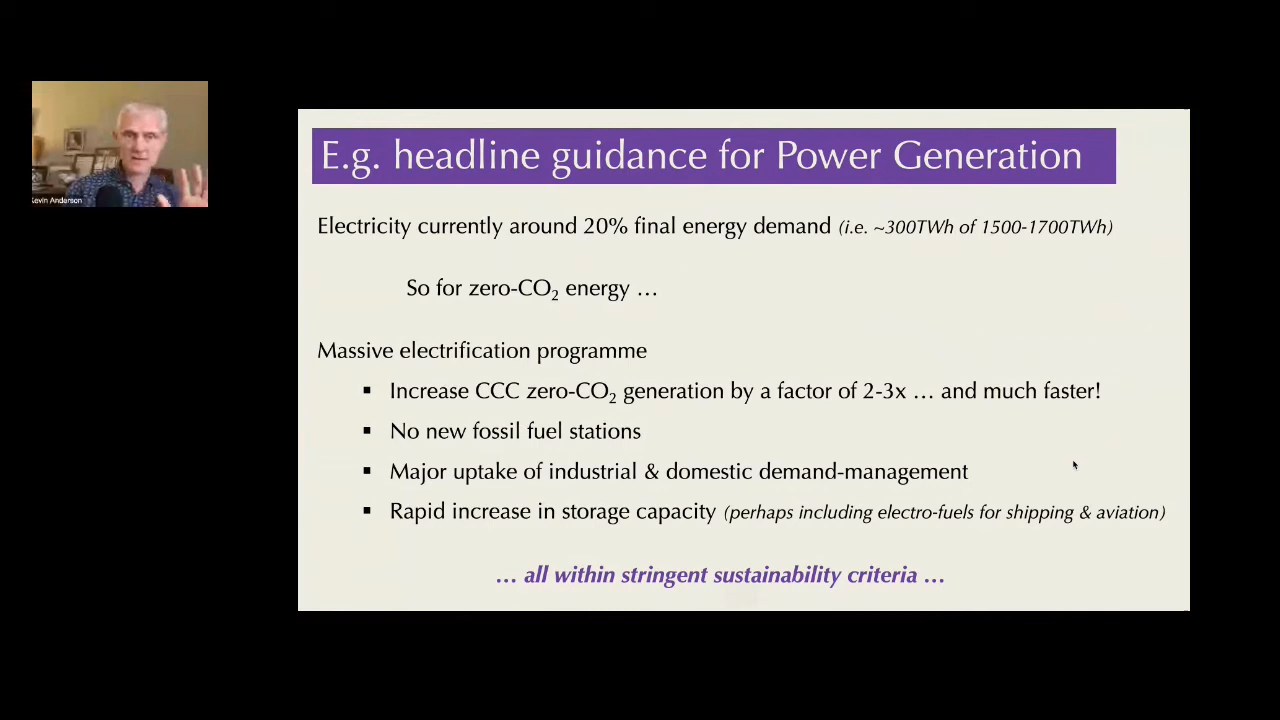 Kevin Anderson
E.g. headline guidance for Power Generation
Electricity currently around 20% final energy demand (i.e. ~300TWh of 1500-1700TWh)
So for zero-CO₂ energy …
Massive electrification programme
▪ Increase CCC zero-CO₂ generation by a factor of 2-3x … and much faster!
▪ No new fossil fuel stations
▪ Major uptake of industrial & domestic demand-management
▪ Rapid increase in storage capacity (perhaps including electro-fuels for shipping & aviation)
… all within stringent sustainability criteria …